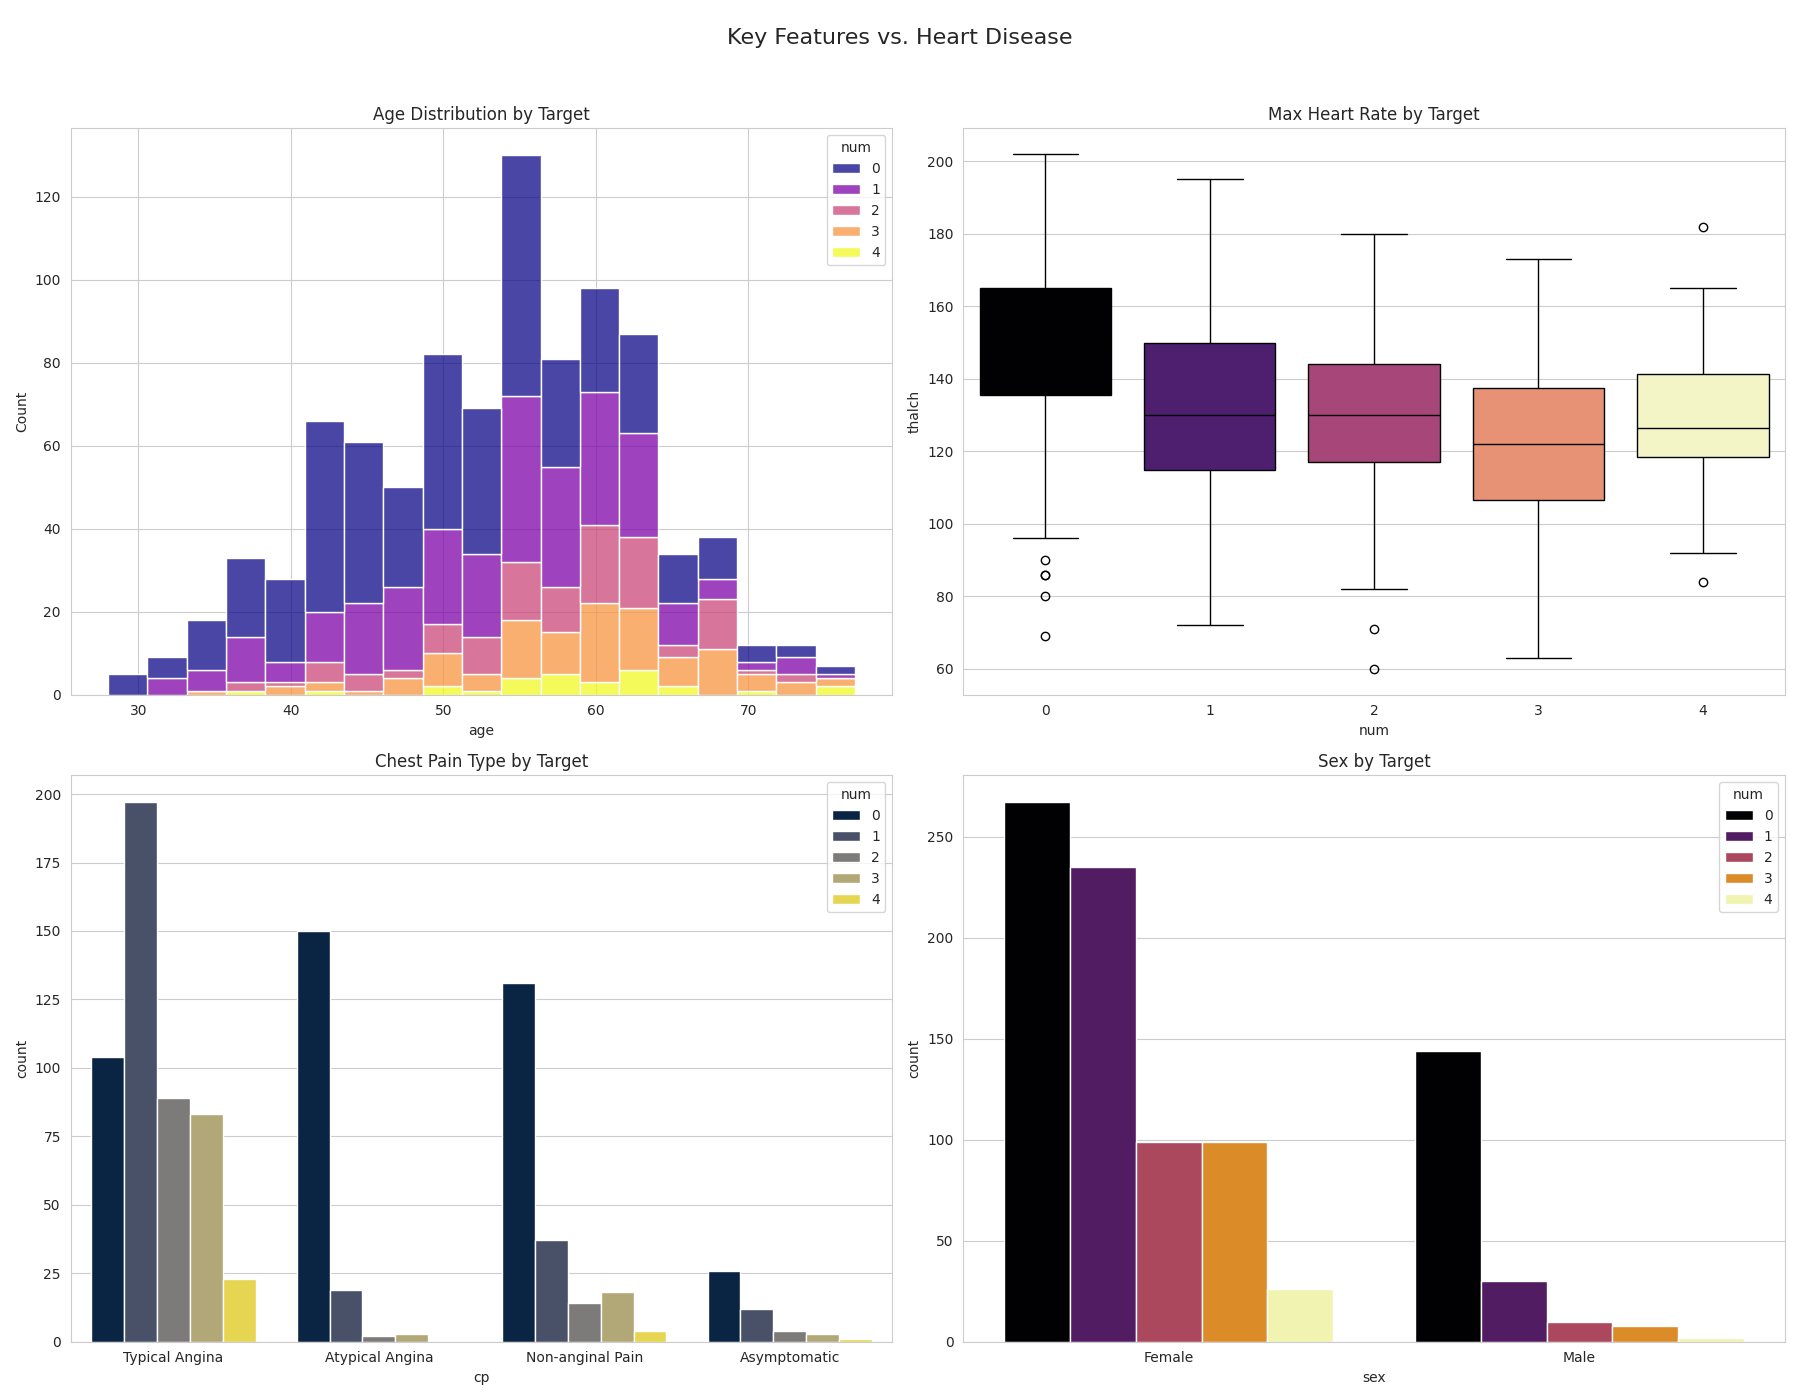 Key Features vs. Heart Disease
Age Distribution by Target
Count
0
20
40
60
80
100
120
30
40
50
60
70
age
num
0
1
2
3
4
Max Heart Rate by Target
thalch
60
80
100
120
140
160
180
200
0
1
2
3
4
num
Chest Pain Type by Target
count
0
25
50
75
100
125
150
175
200
Typical Angina
Atypical Angina
Non-anginal Pain
Asymptomatic
cp
num
0
1
2
3
4
Sex by Target
count
0
50
100
150
200
250
Female
Male
sex
num
0
1
2
3
4